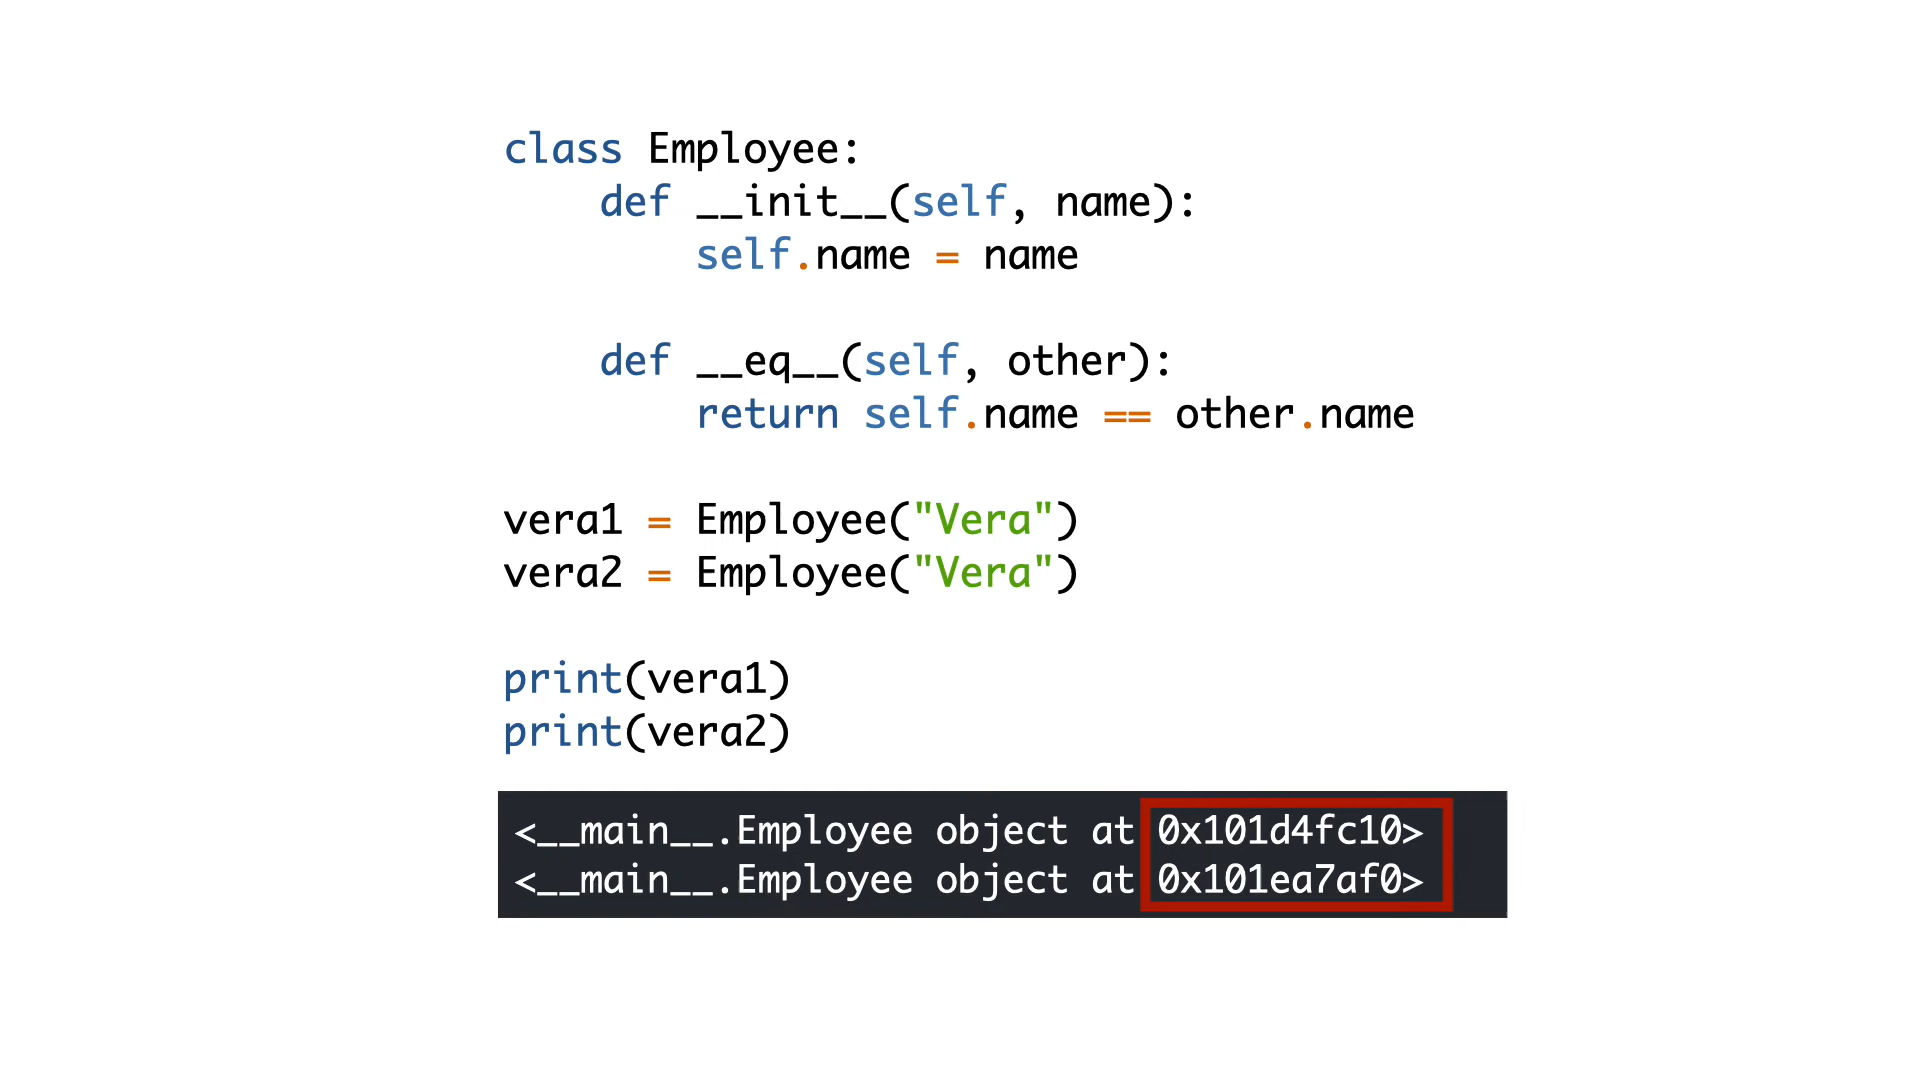 class Employee:
    def __init__(self, name):
        self.name = name
    def __eq__(self, other):
        return self.name == other.name
vera1 = Employee("Vera")
vera2 = Employee("Vera")
print(vera1)
print(vera2)
<__main__.Employee object at 0x101d4fc10>
<__main__.Employee object at 0x101ea7af0>